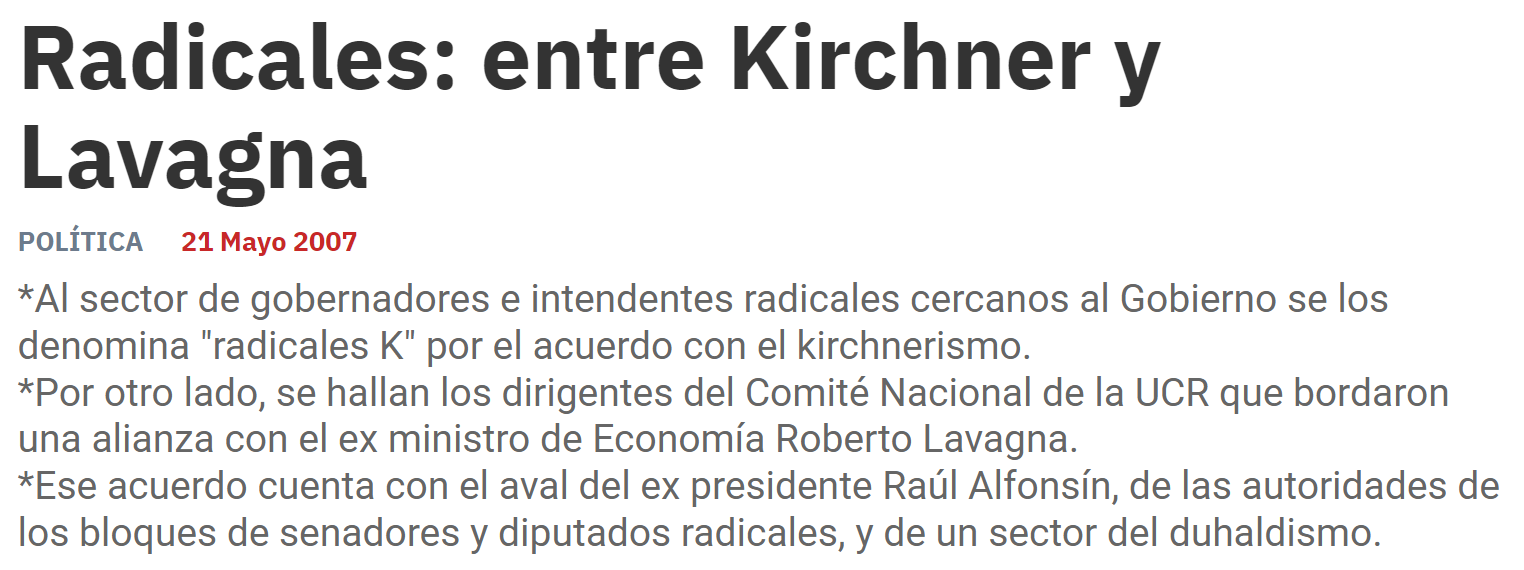 Radicales: entre Kirchner y
Lavagna
POLÍTICA 21 Mayo 2007
*Al sector de gobernadores e intendentes radicales cercanos al Gobierno se los
denomina "radicales K" por el acuerdo con el kirchnerismo.
*Por otro lado, se hallan los dirigentes del Comité Nacional de la UCR que bordaron
una alianza con el ex ministro de Economía Roberto Lavagna.
*Ese acuerdo cuenta con el aval del ex presidente Raúl Alfonsín, de las autoridades de
los bloques de senadores y diputados radicales, y de un sector del duhaldismo.